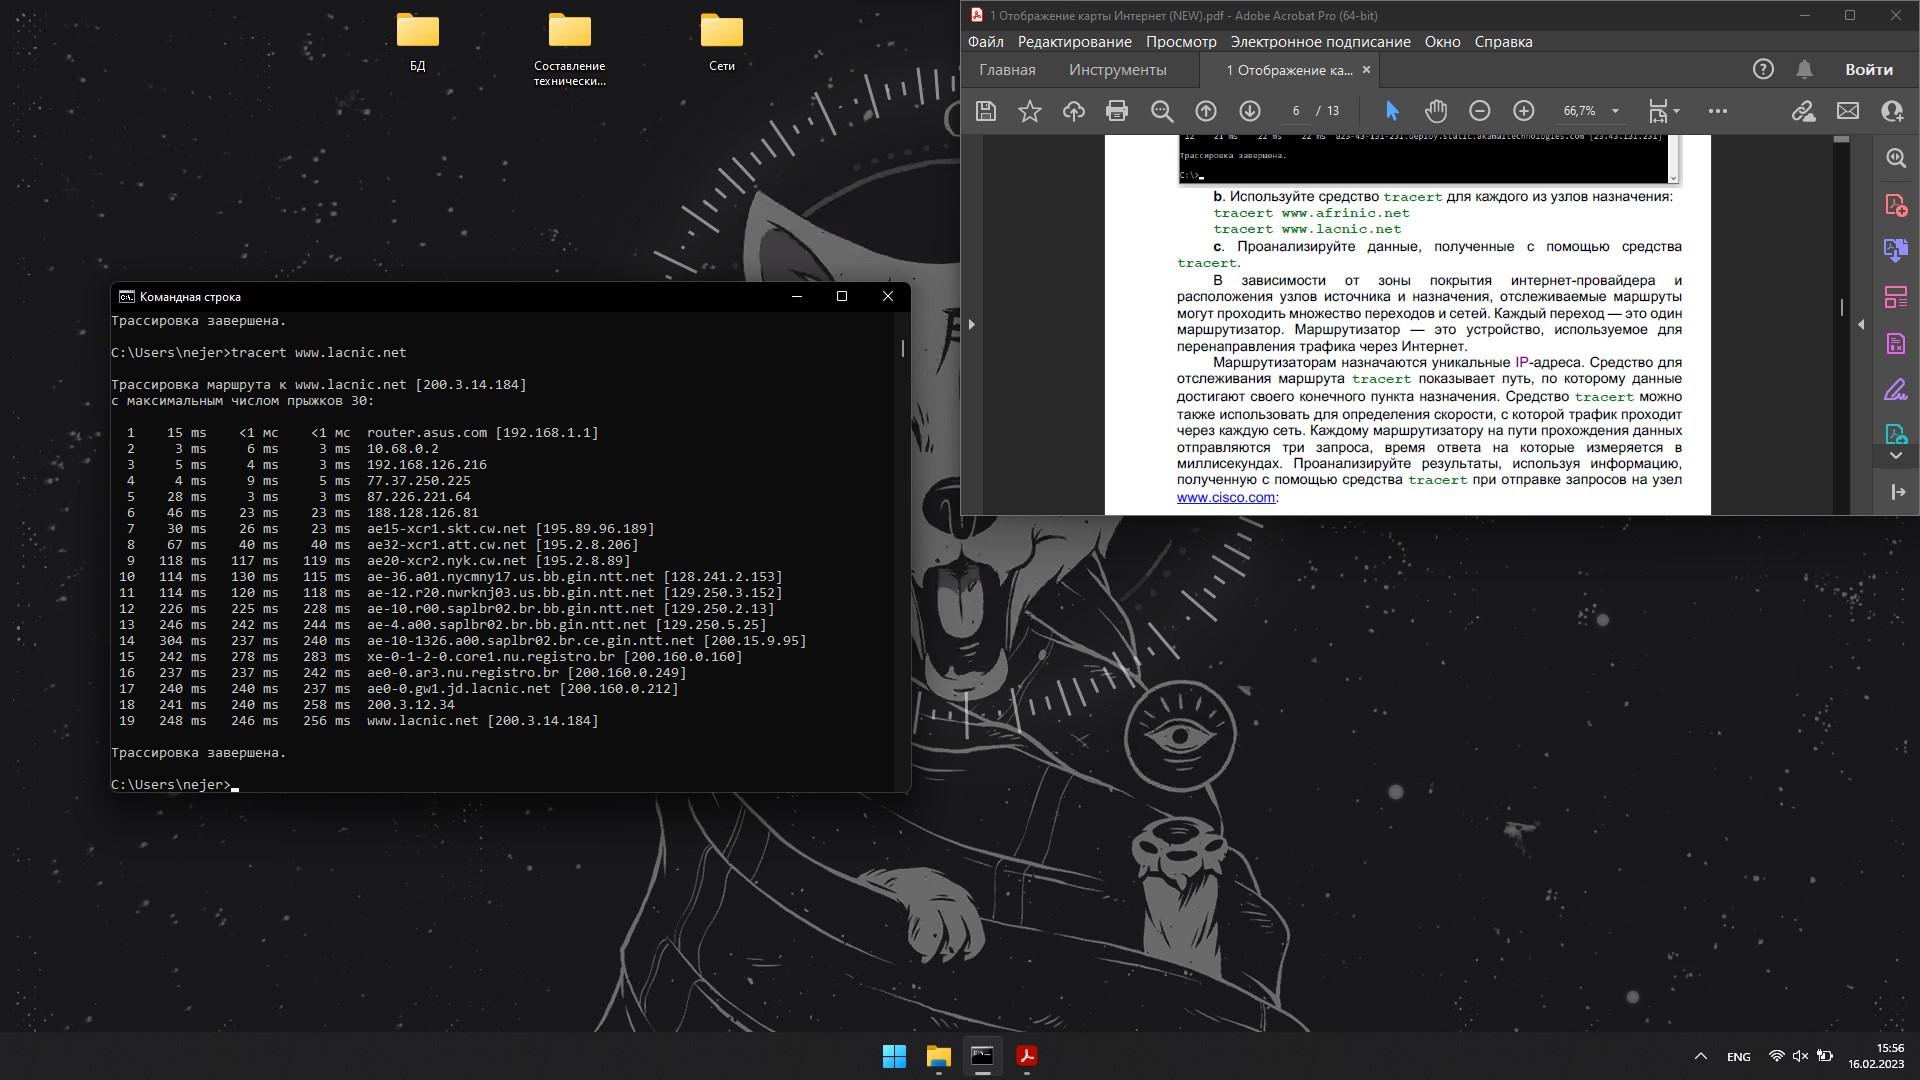 БД
Составление
технически...
Сети
Командная строка
Трассировка завершена.
C:\Users\nejer>tracert www.lacnic.net
Трассировка маршрута к www.lacnic.net [200.3.14.184]
с максимальным числом прыжков 30:
1 15 ms <1 мс <1 мс router.asus.com [192.168.1.1]
2 3 ms 6 ms 3 ms 10.68.0.2
3 5 ms 4 ms 3 ms 192.168.126.216
4 4 ms 9 ms 5 ms 77.37.250.225
5 28 ms 3 ms 3 ms 87.226.221.64
6 46 ms 23 ms 23 ms 188.128.126.81
7 30 ms 26 ms 23 ms ae15-xcr1.skt.cw.net [195.89.96.189]
8 67 ms 40 ms 40 ms ae32-xcr1.att.cw.net [195.2.8.206]
9 118 ms 117 ms 119 ms ae20-xcr2.nyk.cw.net [195.2.8.89]
10 114 ms 130 ms 115 ms ae-36.a01.nycmny17.us.bb.gin.ntt.net [128.241.2.153]
11 114 ms 120 ms 118 ms ae-12.r20.nwrknj03.us.bb.gin.ntt.net [129.250.3.152]
12 226 ms 225 ms 228 ms ae-10.r00.saplbr02.br.bb.gin.ntt.net [129.250.2.13]
13 246 ms 242 ms 244 ms ae-4.a00.saplbr02.br.bb.gin.ntt.net [129.250.5.25]
14 304 ms 237 ms 240 ms ae-10-1326.a00.saplbr02.br.ce.gin.ntt.net [200.15.9.95]
15 242 ms 278 ms 283 ms xe-0-1-2-0.core1.nu.registro.br [200.160.0.160]
16 237 ms 237 ms 242 ms ae0-0.ar3.nu.registro.br [200.160.0.249]
17 240 ms 240 ms 237 ms ae0-0.gw1.jd.lacnic.net [200.160.0.212]
18 241 ms 240 ms 258 ms 200.3.12.34
19 248 ms 246 ms 256 ms www.lacnic.net [200.3.14.184]
Трассировка завершена.
C:\Users\nejer>
1 Отображение карты Интернет (NEW).pdf - Adobe Acrobat Pro (64-bit)
Файл Редактирование Просмотр Электронное подписание Окно Справка
Главная Инструменты 1 Отображение ка... Войти
6 / 13 66,7%
12 21 ms 22 ms 22 ms a23-43-131-231.deploy.static.akamaitechnologies.com [23.43.131.231]
Трассировка завершена.
C:\>
b. Используйте средство tracert для каждого из узлов назначения:
tracert www.afrinic.net
tracert www.lacnic.net
c. Проанализируйте данные, полученные с помощью средства
tracert.
В зависимости от зоны покрытия интернет-провайдера и
расположения узлов источника и назначения, отслеживаемые маршруты
могут проходить множество переходов и сетей. Каждый переход — это один
маршрутизатор. Маршрутизатор — это устройство, используемое для
перенаправления трафика через Интернет.
Маршрутизаторам назначаются уникальные IP-адреса. Средство для
отслеживания маршрута tracert показывает путь, по которому данные
достигают своего конечного пункта назначения. Средство tracert можно
также использовать для определения скорости, с которой трафик проходит
через каждую сеть. Каждому маршрутизатору на пути прохождения данных
отправляются три запроса, время ответа на которые измеряется в
миллисекундах. Проанализируйте результаты, используя информацию,
полученную с помощью средства tracert при отправке запросов на узел
www.cisco.com:
ENG
15:56
16.02.2023